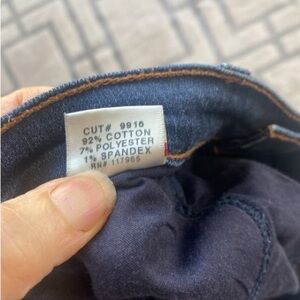 CUT# 9916
92% COTTON
7% POLYESTER
1% SPANDEX
RN# 117965